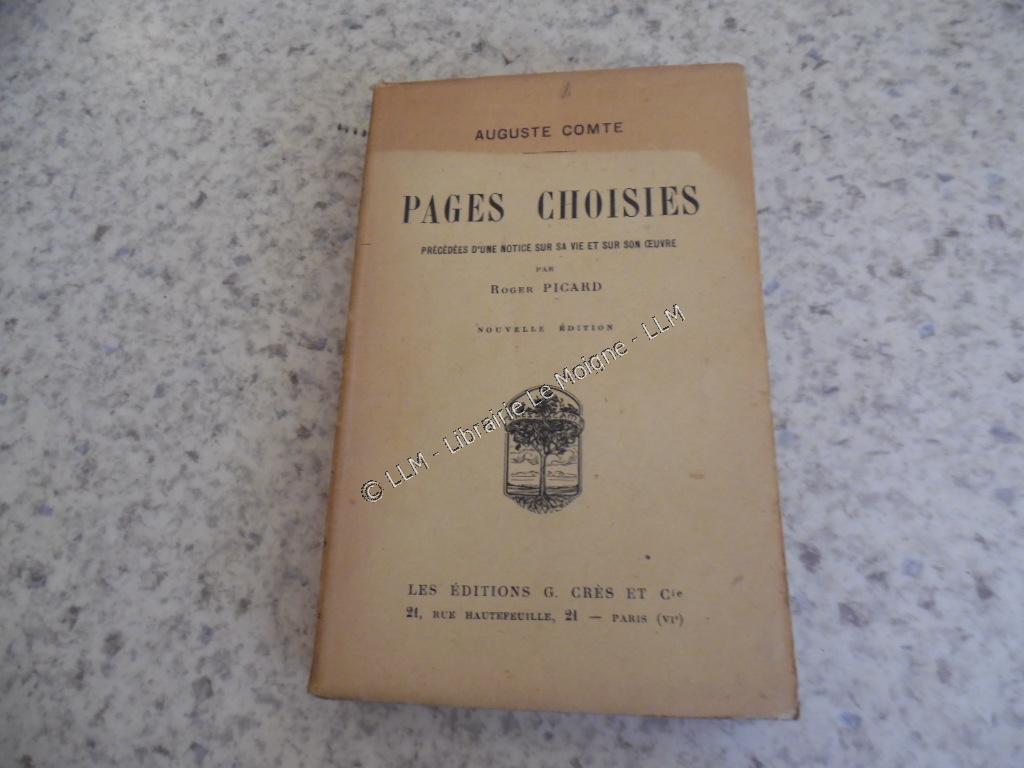 AUGUSTE COMTE
PAGES CHOISIES
PRÉCÉDÉES D'UNE NOTICE SUR SA VIE ET SUR SON ŒUVRE
PAR
ROGER PICARD
NOUVELLE ÉDITION
© LLM - Librairie Le Moigne - LLM
LES ÉDITIONS G. CRÈS ET Cie
21, RUE HAUTEFEUILLE, 21 — PARIS (VIe)